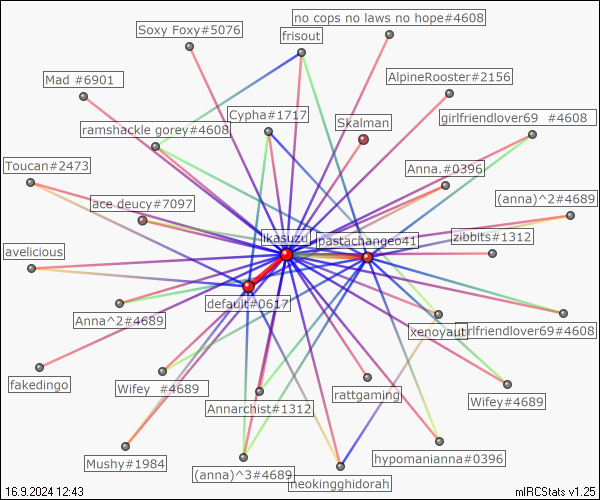 no cops no laws no hope#4608
Soxy Foxy#5076
frisout
Mad #6901
AlpineRooster#2156
Cypha#1717
girlfriendlover69 #4608
ramshackle gorey#4608
Skalman
Toucan#2473
Anna.#0396
(anna)^2#4689
ace deucy#7097
ikasuzu
pastachangeo41
zibbits#1312
avelicious
default#0617
Anna^2#4689
xenoyaut
girlfriendlover69#4608
fakedingo
Wifey #4689
rattgaming
Wifey#4689
Annarchist#1312
Mushy#1984
(anna)^3#4689
hypomanianna#0396
neokingghidorah
16.9.2024 12:43
mIRCStats v1.25